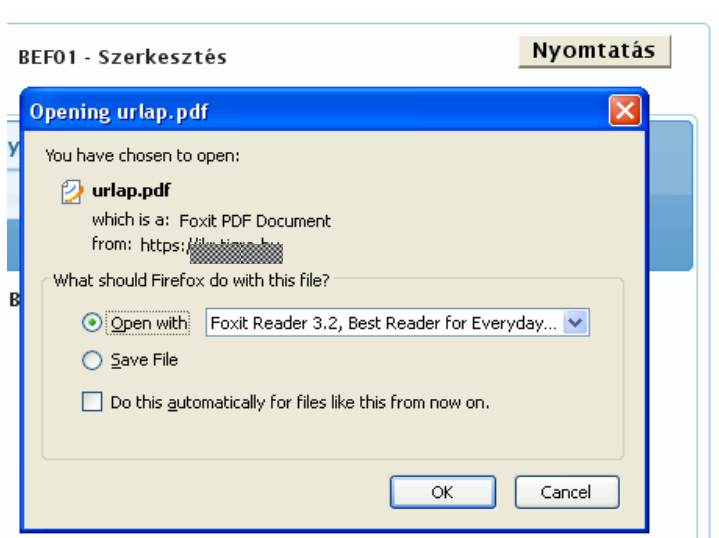 BEF01 - Szerkesztés
Nyomtatás
Opening urlap.pdf
y
You have chosen to open:
urlap.pdf
which is a: Foxit PDF Document
from: https:/
What should Firefox do with this file?
B
Open with Foxit Reader 3.2, Best Reader for Everyday...
Save File
Do this automatically for files like this from now on.
OK Cancel